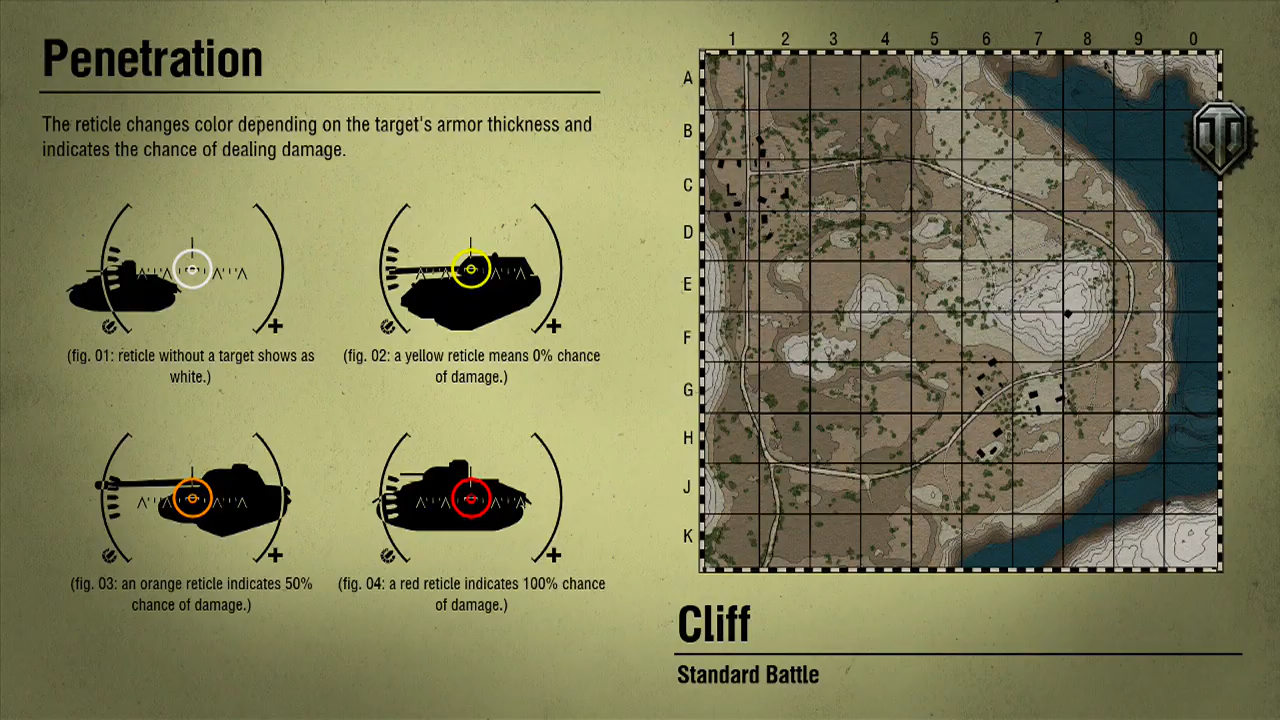 Penetration
The reticle changes color depending on the target's armor thickness and
indicates the chance of dealing damage.
(fig. 01: reticle without a target shows as
white.)
(fig. 02: a yellow reticle means 0% chance
of damage.)
(fig. 03: an orange reticle indicates 50%
chance of damage.)
(fig. 04: a red reticle indicates 100% chance
of damage.)
1 2 3 4 5 6 7 8 9 0
A
B
C
D
E
F
G
H
J
K
Cliff
Standard Battle